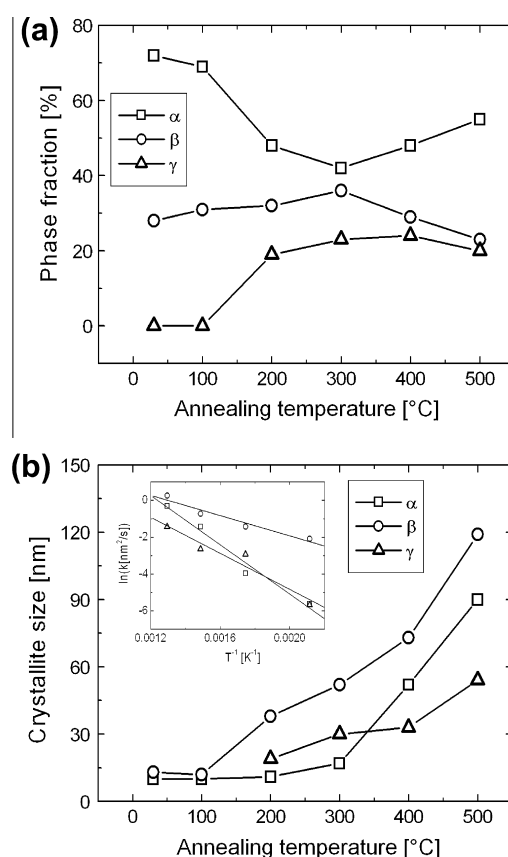 (a)
80
60
40
20
0
Phase fraction [%]
α
β
γ
0 100 200 300 400 500
Annealing temperature [°C]
(b)
150
120
90
60
30
0
Crystallite size [nm]
0
-2
-4
-6
ln(k[nm²/s])
0.0012 0.0016 0.0020
T⁻¹ [K⁻¹]
α
β
γ
0 100 200 300 400 500
Annealing temperature [°C]